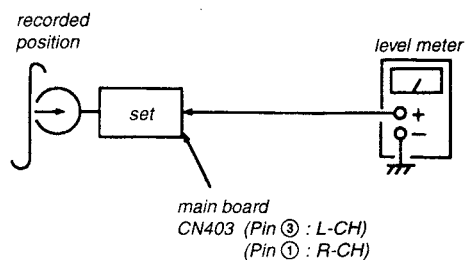 recorded
position
level meter
set
+
−
main board
CN403 (Pin ③ : L-CH)
(Pin ① : R-CH)